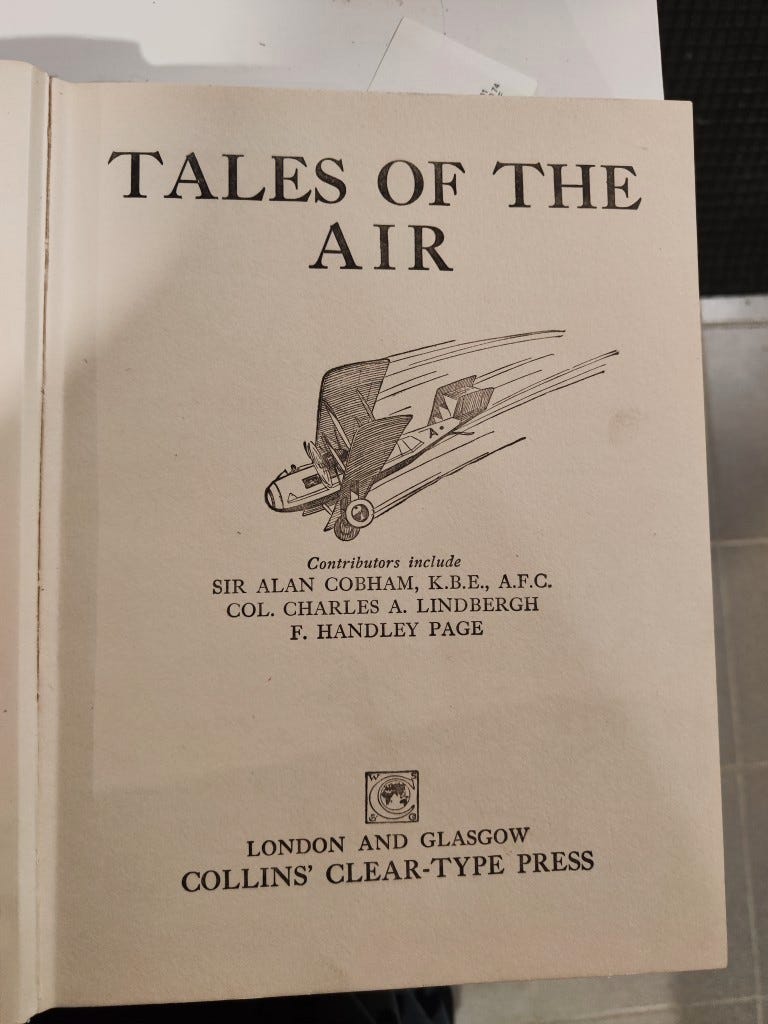 TALES OF THE
AIR
A
Contributors include
SIR ALAN COBHAM, K.B.E., A.F.C.
COL. CHARLES A. LINDBERGH
F. HANDLEY PAGE
LONDON AND GLASGOW
COLLINS' CLEAR-TYPE PRESS